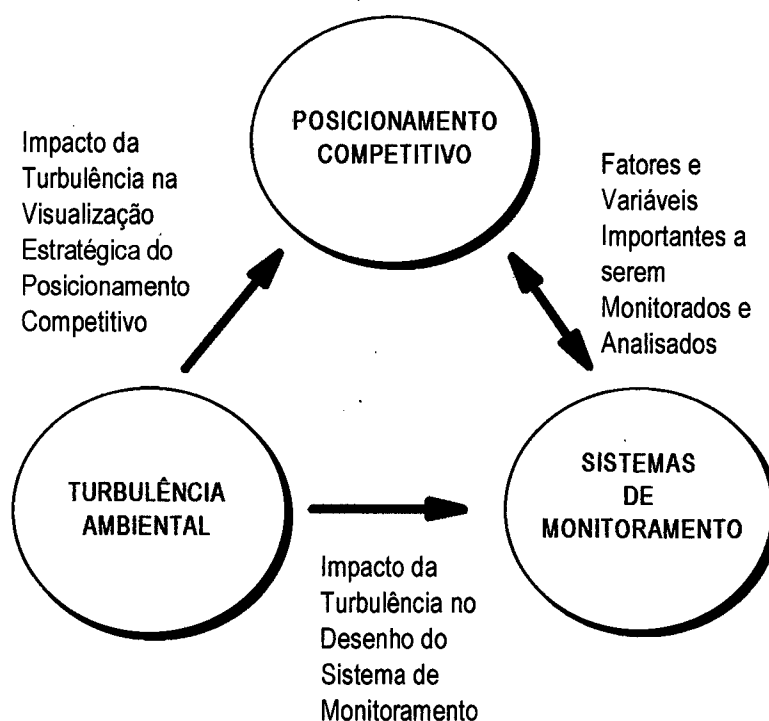 POSICIONAMENTO
COMPETITIVO
Impacto da
Turbulência na
Visualização
Estratégica do
Posicionamento
Competitivo
Fatores e
Variáveis
Importantes a
serem
Monitorados e
Analisados
TURBULÊNCIA
AMBIENTAL
SISTEMAS
DE
MONITORAMENTO
Impacto da
Turbulência no
Desenho do
Sistema de
Monitoramento